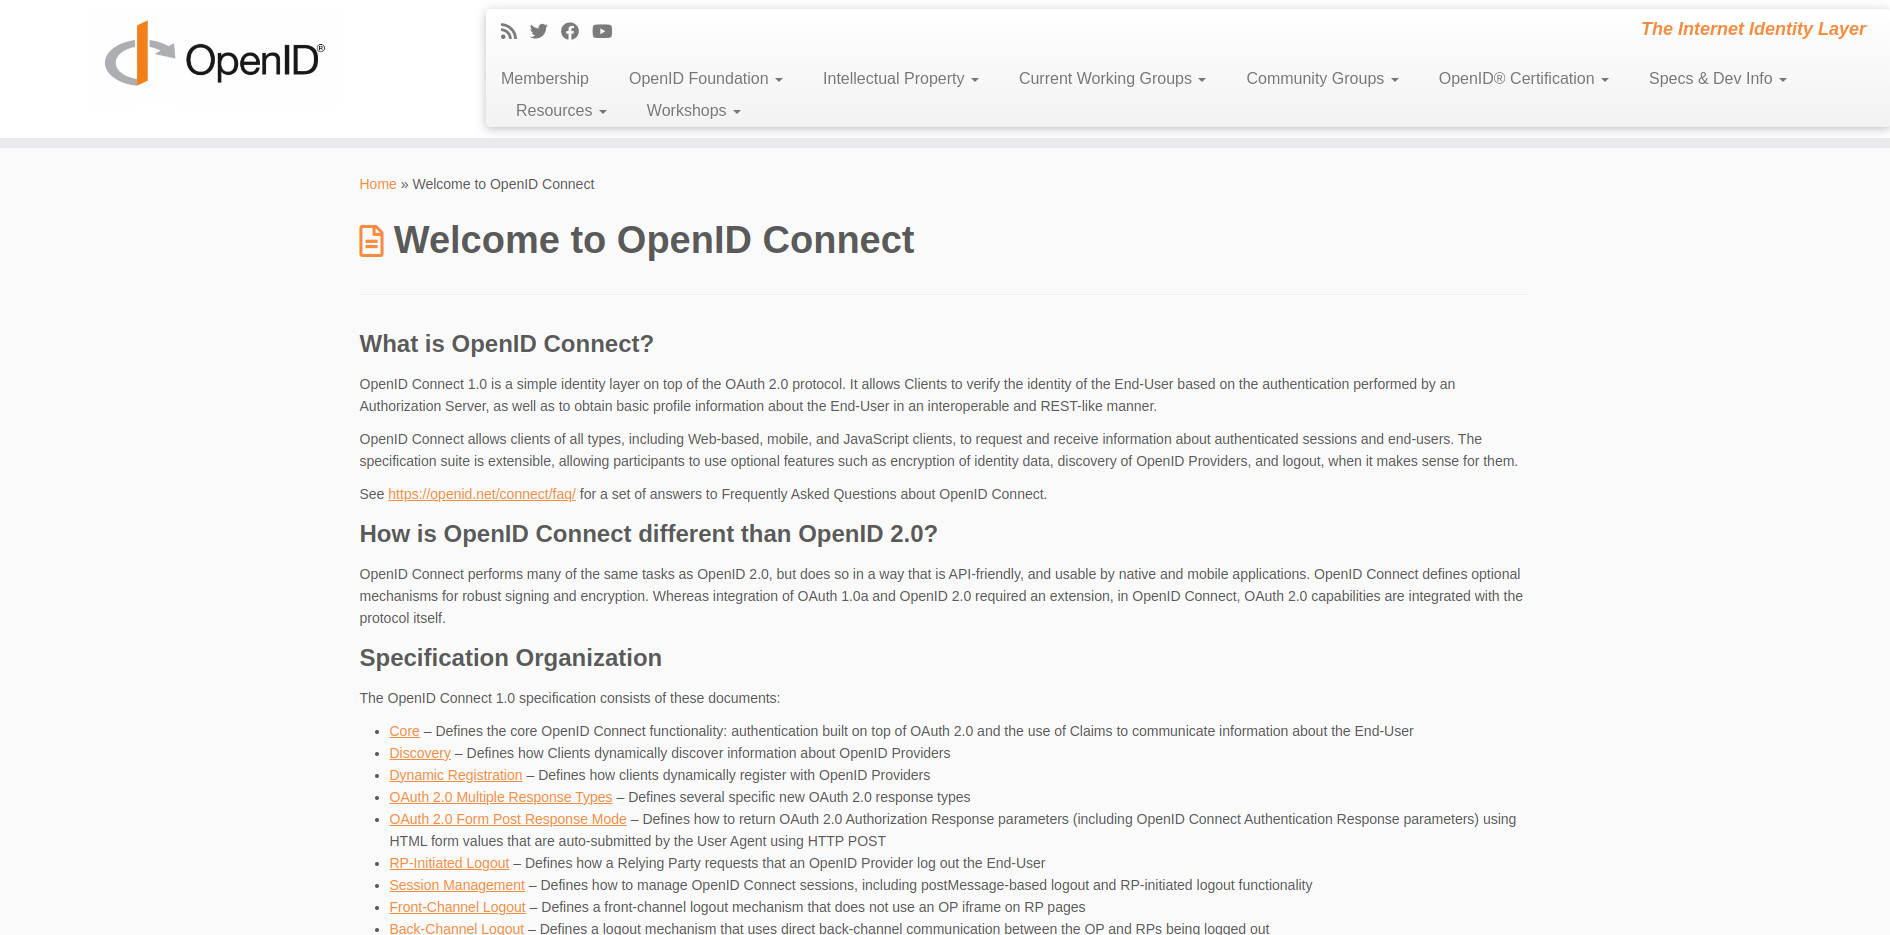 OpenID®
The Internet Identity Layer
Membership OpenID Foundation Intellectual Property Current Working Groups Community Groups OpenID® Certification Specs & Dev Info
Resources Workshops
Home » Welcome to OpenID Connect
Welcome to OpenID Connect
What is OpenID Connect?
OpenID Connect 1.0 is a simple identity layer on top of the OAuth 2.0 protocol. It allows Clients to verify the identity of the End-User based on the authentication performed by an
Authorization Server, as well as to obtain basic profile information about the End-User in an interoperable and REST-like manner.
OpenID Connect allows clients of all types, including Web-based, mobile, and JavaScript clients, to request and receive information about authenticated sessions and end-users. The
specification suite is extensible, allowing participants to use optional features such as encryption of identity data, discovery of OpenID Providers, and logout, when it makes sense for them.
See https://openid.net/connect/faq/ for a set of answers to Frequently Asked Questions about OpenID Connect.
How is OpenID Connect different than OpenID 2.0?
OpenID Connect performs many of the same tasks as OpenID 2.0, but does so in a way that is API-friendly, and usable by native and mobile applications. OpenID Connect defines optional
mechanisms for robust signing and encryption. Whereas integration of OAuth 1.0a and OpenID 2.0 required an extension, in OpenID Connect, OAuth 2.0 capabilities are integrated with the
protocol itself.
Specification Organization
The OpenID Connect 1.0 specification consists of these documents:
• Core – Defines the core OpenID Connect functionality: authentication built on top of OAuth 2.0 and the use of Claims to communicate information about the End-User
• Discovery – Defines how Clients dynamically discover information about OpenID Providers
• Dynamic Registration – Defines how clients dynamically register with OpenID Providers
• OAuth 2.0 Multiple Response Types – Defines several specific new OAuth 2.0 response types
• OAuth 2.0 Form Post Response Mode – Defines how to return OAuth 2.0 Authorization Response parameters (including OpenID Connect Authentication Response parameters) using
HTML form values that are auto-submitted by the User Agent using HTTP POST
• RP-Initiated Logout – Defines how a Relying Party requests that an OpenID Provider log out the End-User
• Session Management – Defines how to manage OpenID Connect sessions, including postMessage-based logout and RP-initiated logout functionality
• Front-Channel Logout – Defines a front-channel logout mechanism that does not use an OP iframe on RP pages
• Back-Channel Logout – Defines a logout mechanism that uses direct back-channel communication between the OP and RPs being logged out